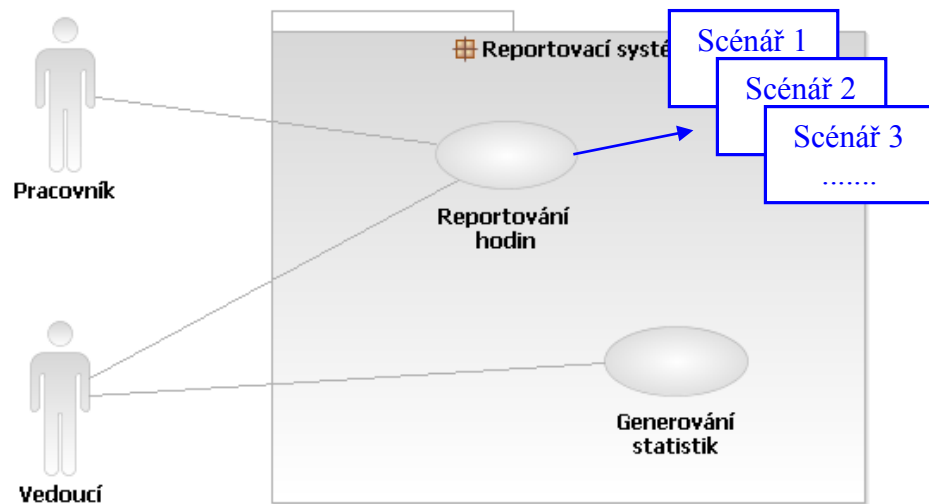 Reportovací systé
Scénář 1
Scénář 2
Scénář 3
.......
Pracovník
Reportování
hodin
Generování
statistik
Vedoucí